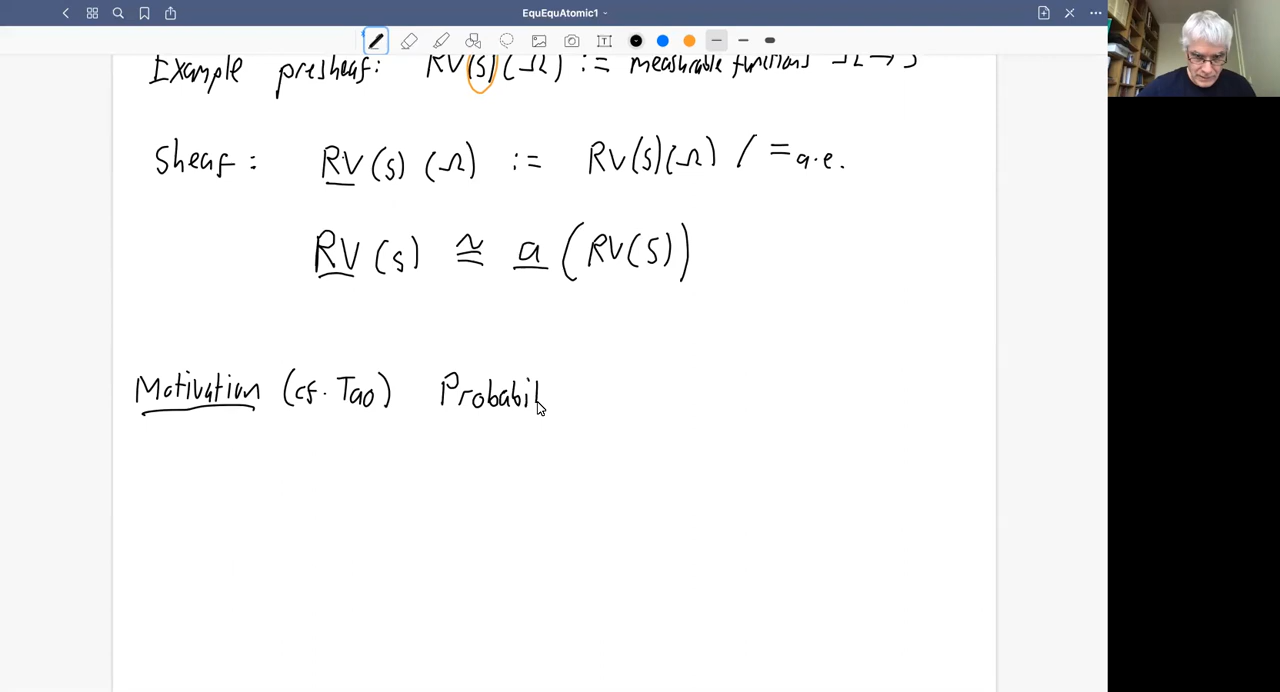 EquEquAtomic1
Example presheaf: RV(S)(Ω) := measurable functions Ω → S
Sheaf: RV(S)(Ω) := RV(S)(Ω) / =a.e.
RV(S) ≅ a(RV(S))
Motivation (cf. Tao) Probabil